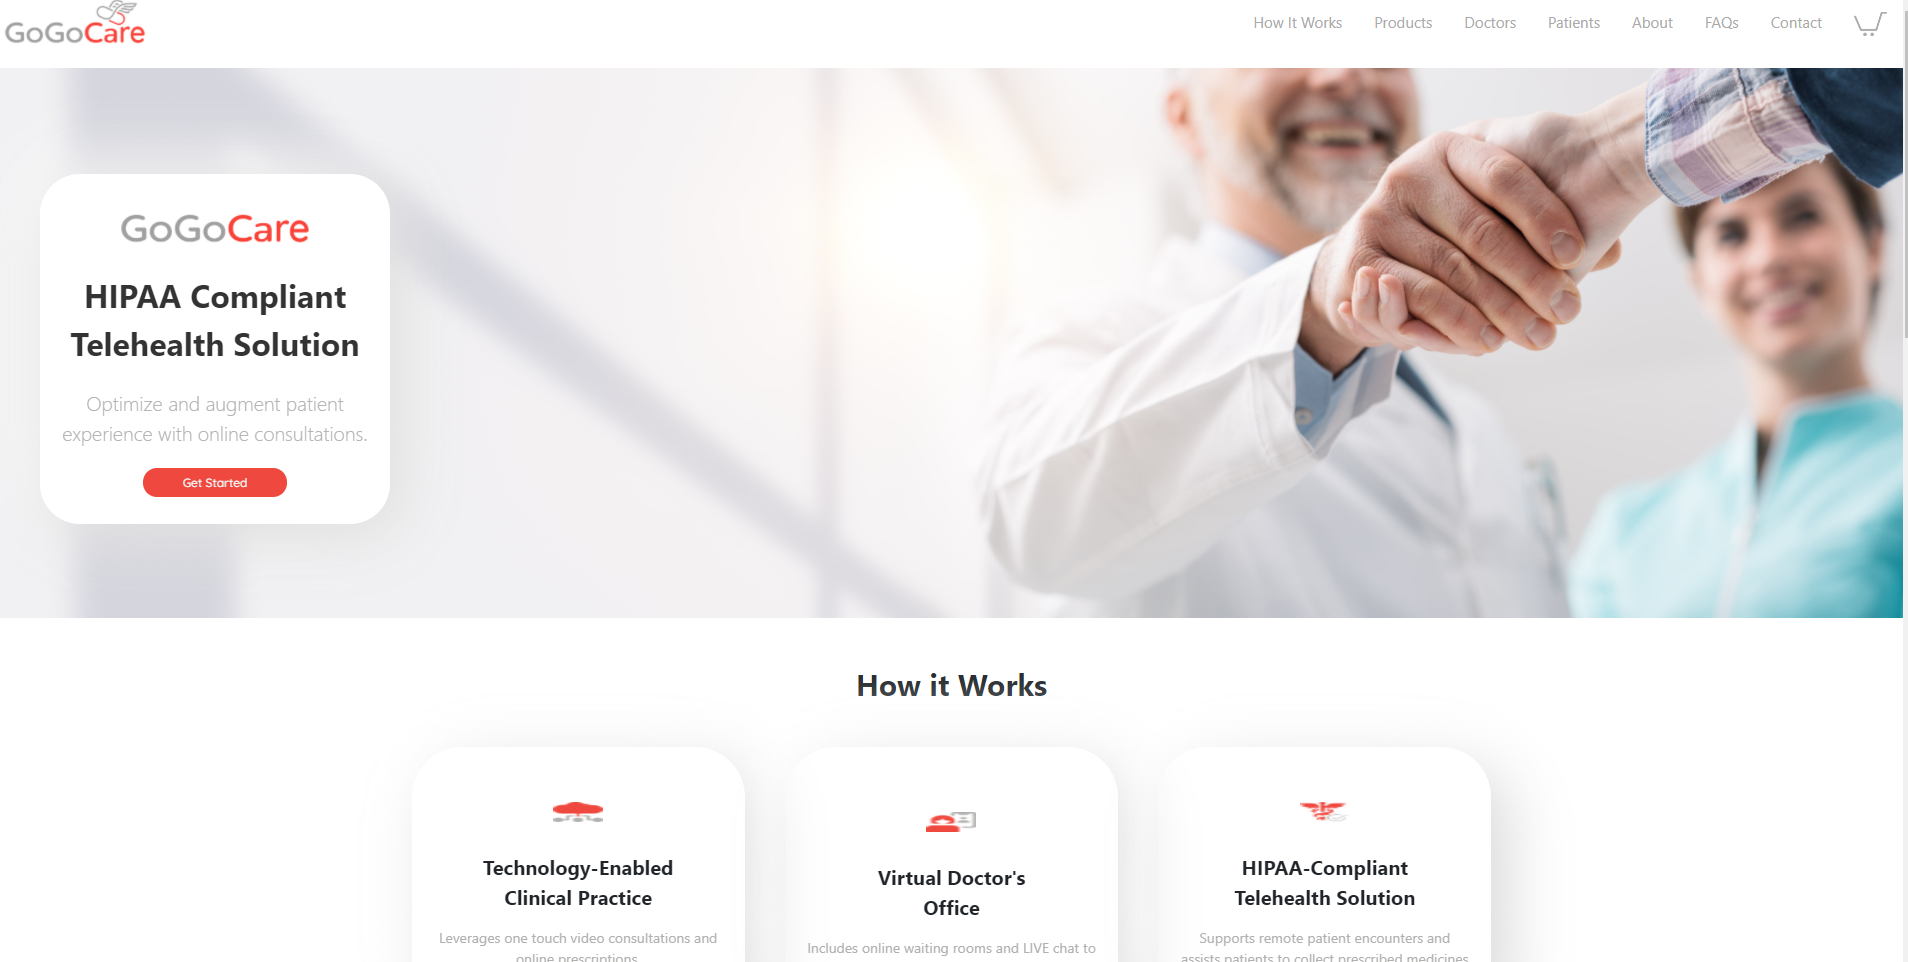 GoGoCare
How It Works Products Doctors Patients About FAQs Contact
GoGoCare
HIPAA Compliant
Telehealth Solution
Optimize and augment patient
experience with online consultations.
Get Started
How it Works
Technology-Enabled
Clinical Practice
Leverages one touch video consultations and
online prescriptions
Virtual Doctor's
Office
Includes online waiting rooms and LIVE chat to
HIPAA-Compliant
Telehealth Solution
Supports remote patient encounters and
assists patients to collect prescribed medicines